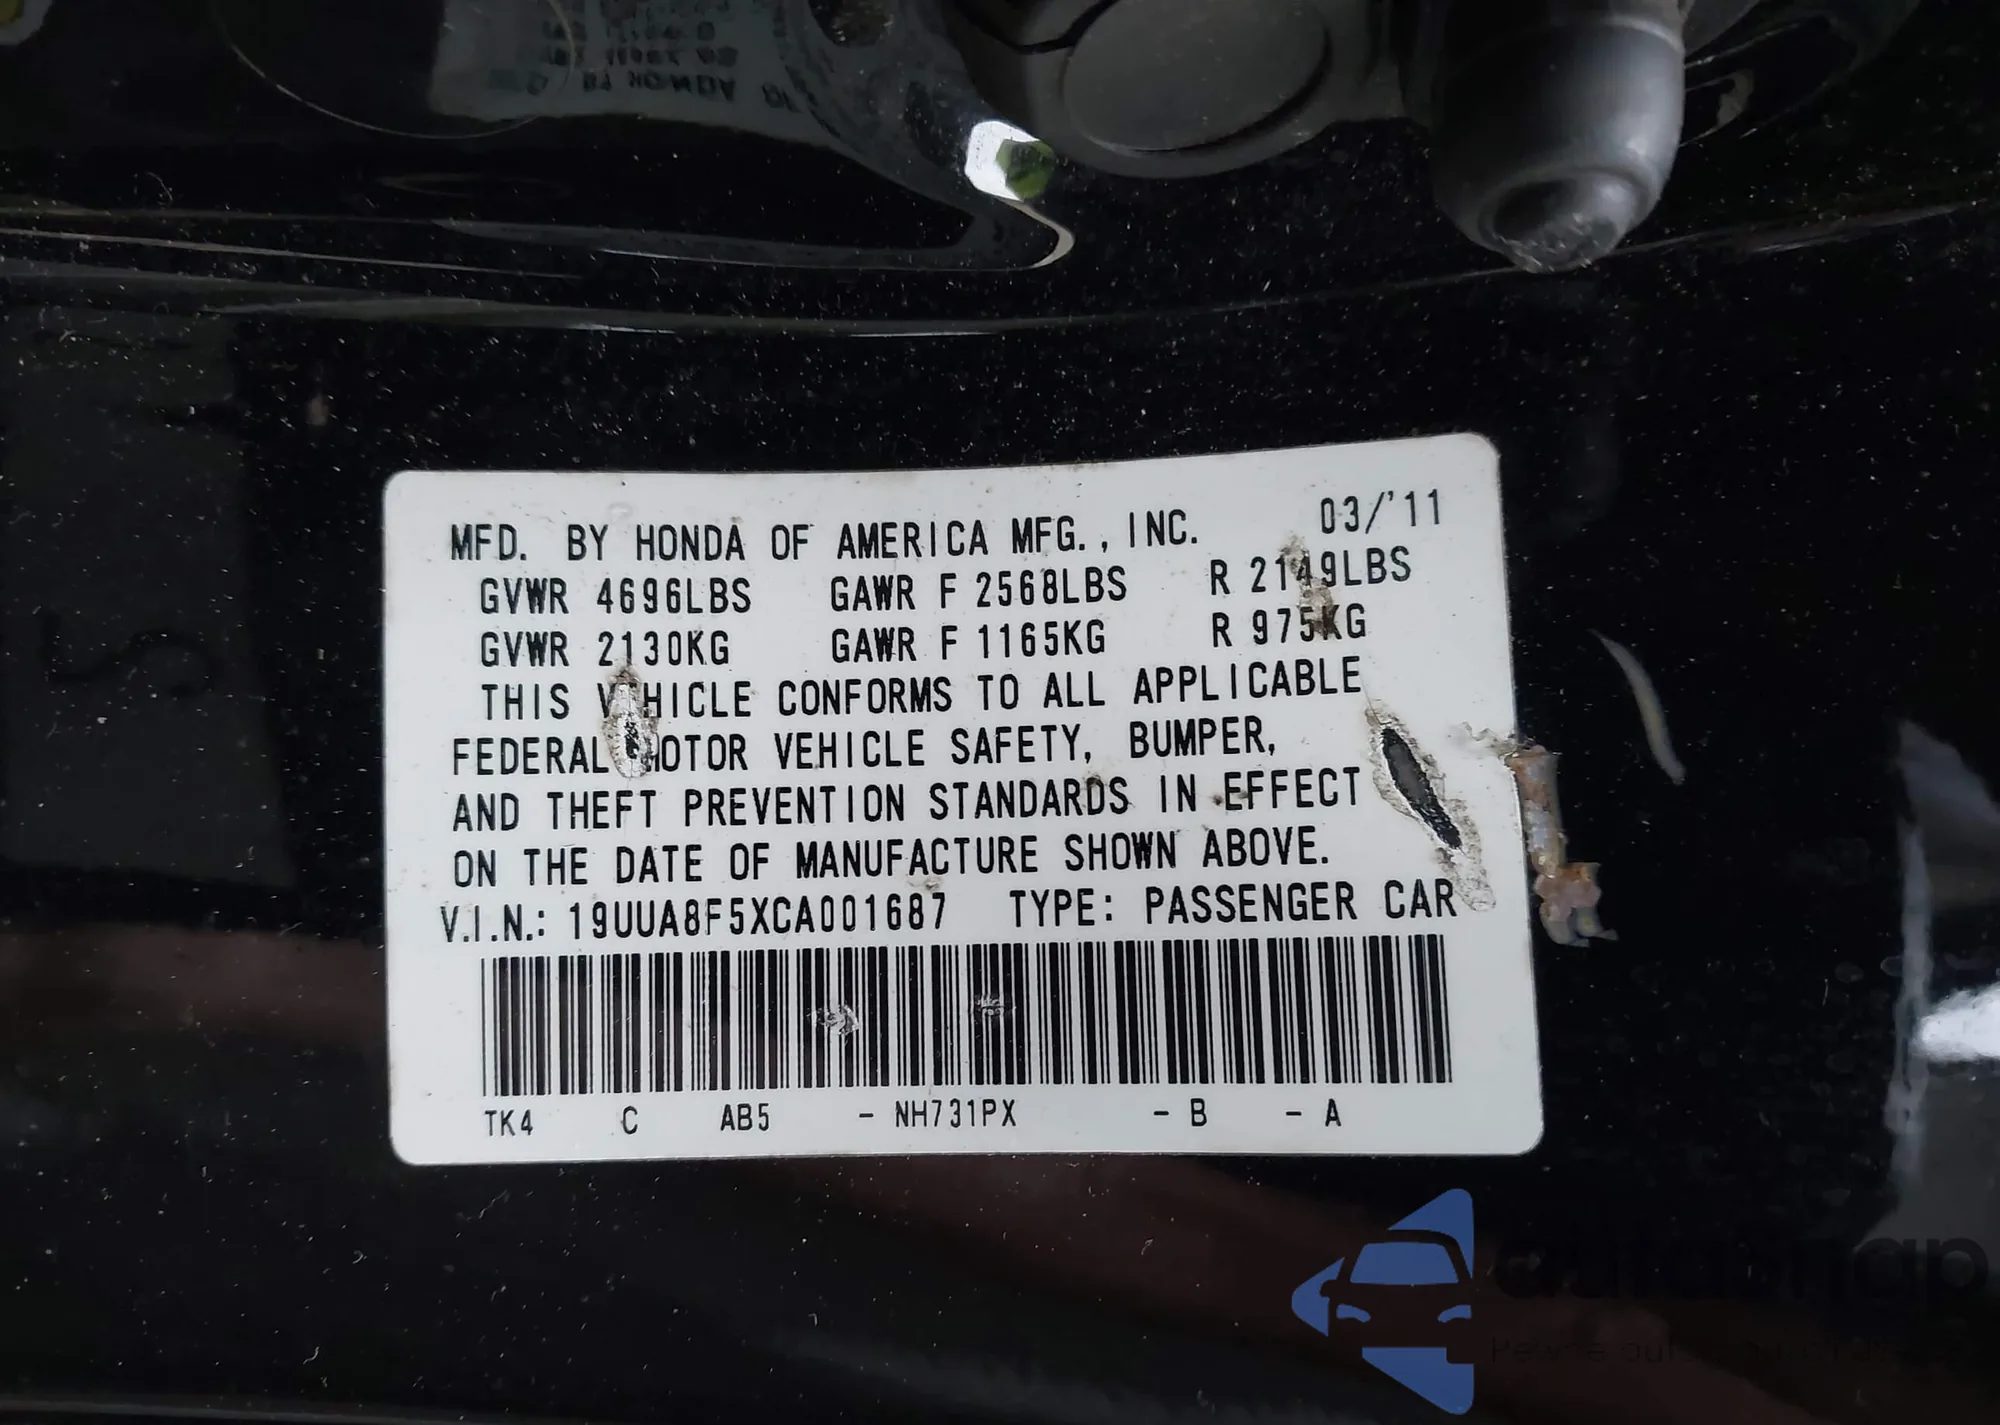 MFD. BY HONDA OF AMERICA MFG., INC. 03/'11
GVWR 4696LBS GAWR F 2568LBS R 2149LBS
GVWR 2130KG GAWR F 1165KG R 975KG
THIS VEHICLE CONFORMS TO ALL APPLICABLE
FEDERAL MOTOR VEHICLE SAFETY, BUMPER,
AND THEFT PREVENTION STANDARDS IN EFFECT
ON THE DATE OF MANUFACTURE SHOWN ABOVE.
V.I.N.: 19UUA8F5XCA001687 TYPE: PASSENGER CAR
TK4 C AB5 - NH731PX - B - A